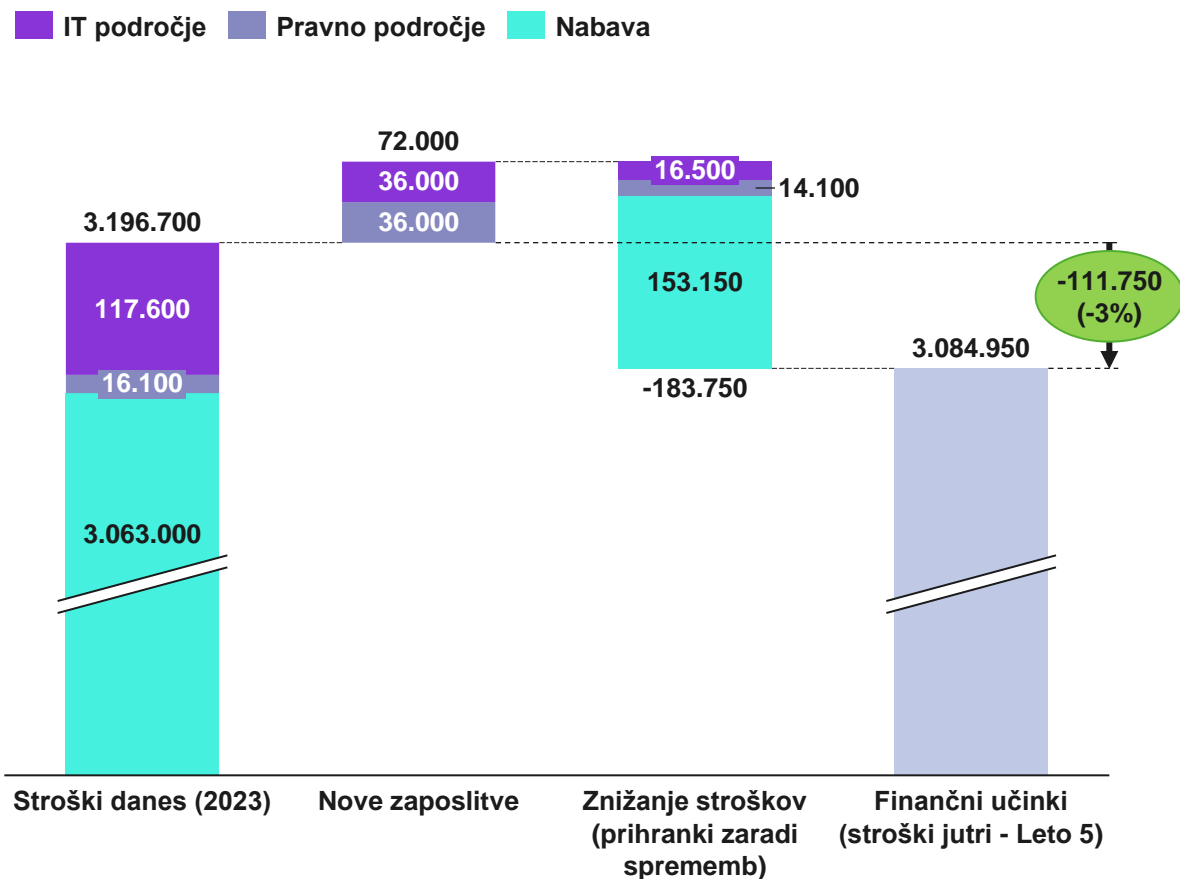 IT področje Pravno področje Nabava
72.000
36.000
36.000
16.500
14.100
153.150
-183.750
3.196.700
117.600
16.100
3.063.000
-111.750
(-3%)
3.084.950
Stroški danes (2023)
Nove zaposlitve
Znižanje stroškov
(prihranki zaradi
sprememb)
Finančni učinki
(stroški jutri - Leto 5)